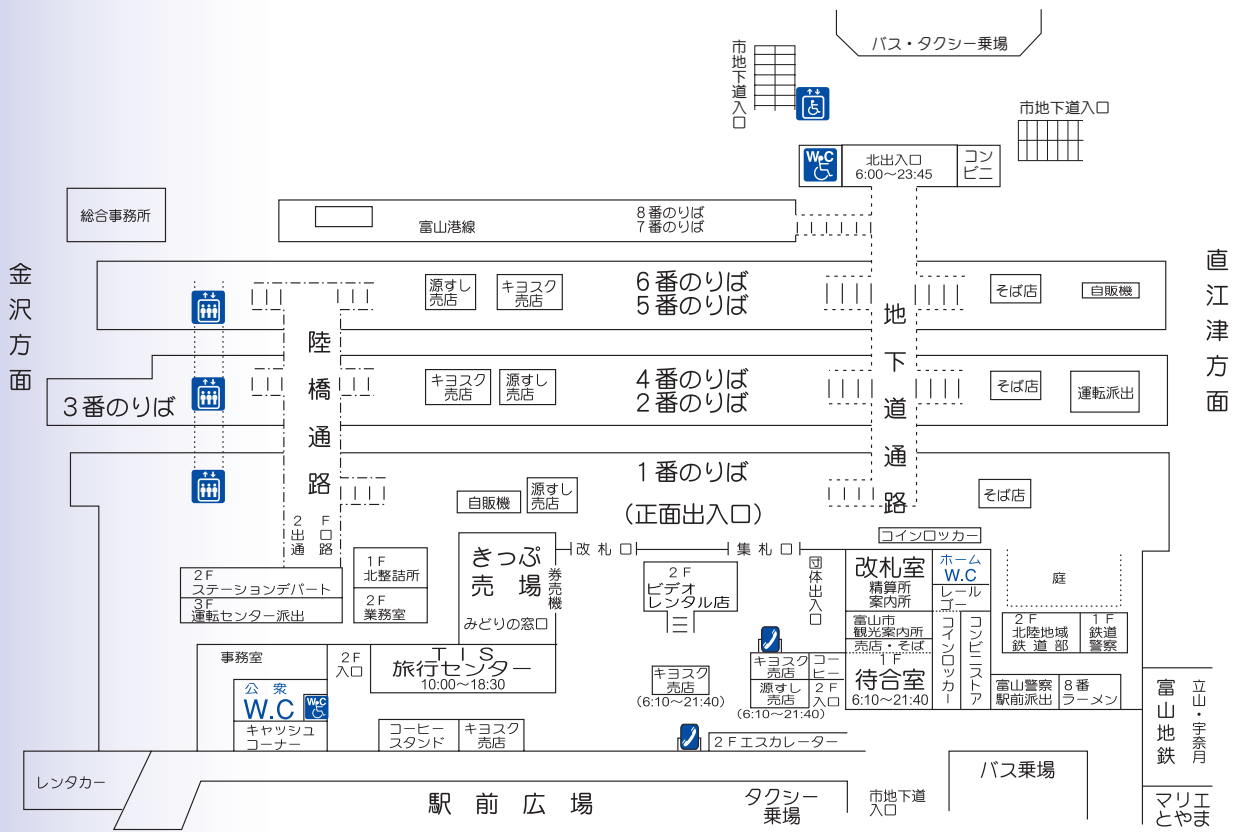 バス・タクシー乗場
市地下道入口
市地下道入口
W.C
北出入口
6:00〜23:45
コン
ビニ
総合事務所
富山港線
8番のりば
7番のりば
金沢方面
直江津方面
源すし
売店
キヨスク
売店
6番のりば
5番のりば
そば店
自販機
陸橋通路
地下道通路
3番のりば
キヨスク
売店
源すし
売店
4番のりば
2番のりば
そば店
運転派出
1番のりば
自販機
源すし
売店
(正面出入口)
そば店
2F
出口
通路
コインロッカー
改札口
集札口
きっぷ
売場
券売機
みどりの窓口
1F
北整詰所
2F
業務室
2F
ステーションデパート
3F
運転センター派出
2F
ビデオ
レンタル店
団体出入口
改札室
精算所
案内所
ホーム
W.C
レール
ゴー
庭
富山市
観光案内所
売店・そば
コインロッカー
コンビニストア
2F
北陸地域
鉄道部
1F
鉄道
警察
事務室
2F
入口
TIS
旅行センター
10:00〜18:30
キヨスク
売店
(6:10〜21:40)
キヨスク
売店
コー
ヒー
源すし
売店
(6:10〜21:40)
2F
入口
1F
待合室
6:10〜21:40
富山警察
駅前派出
8番
ラーメン
公衆
W.C
キャッシュ
コーナー
コーヒー
スタンド
キヨスク
売店
2Fエスカレーター
富山地鉄
立山・宇奈月
レンタカー
駅前広場
タクシー
乗場
市地下道
入口
バス乗場
マリエ
とやま